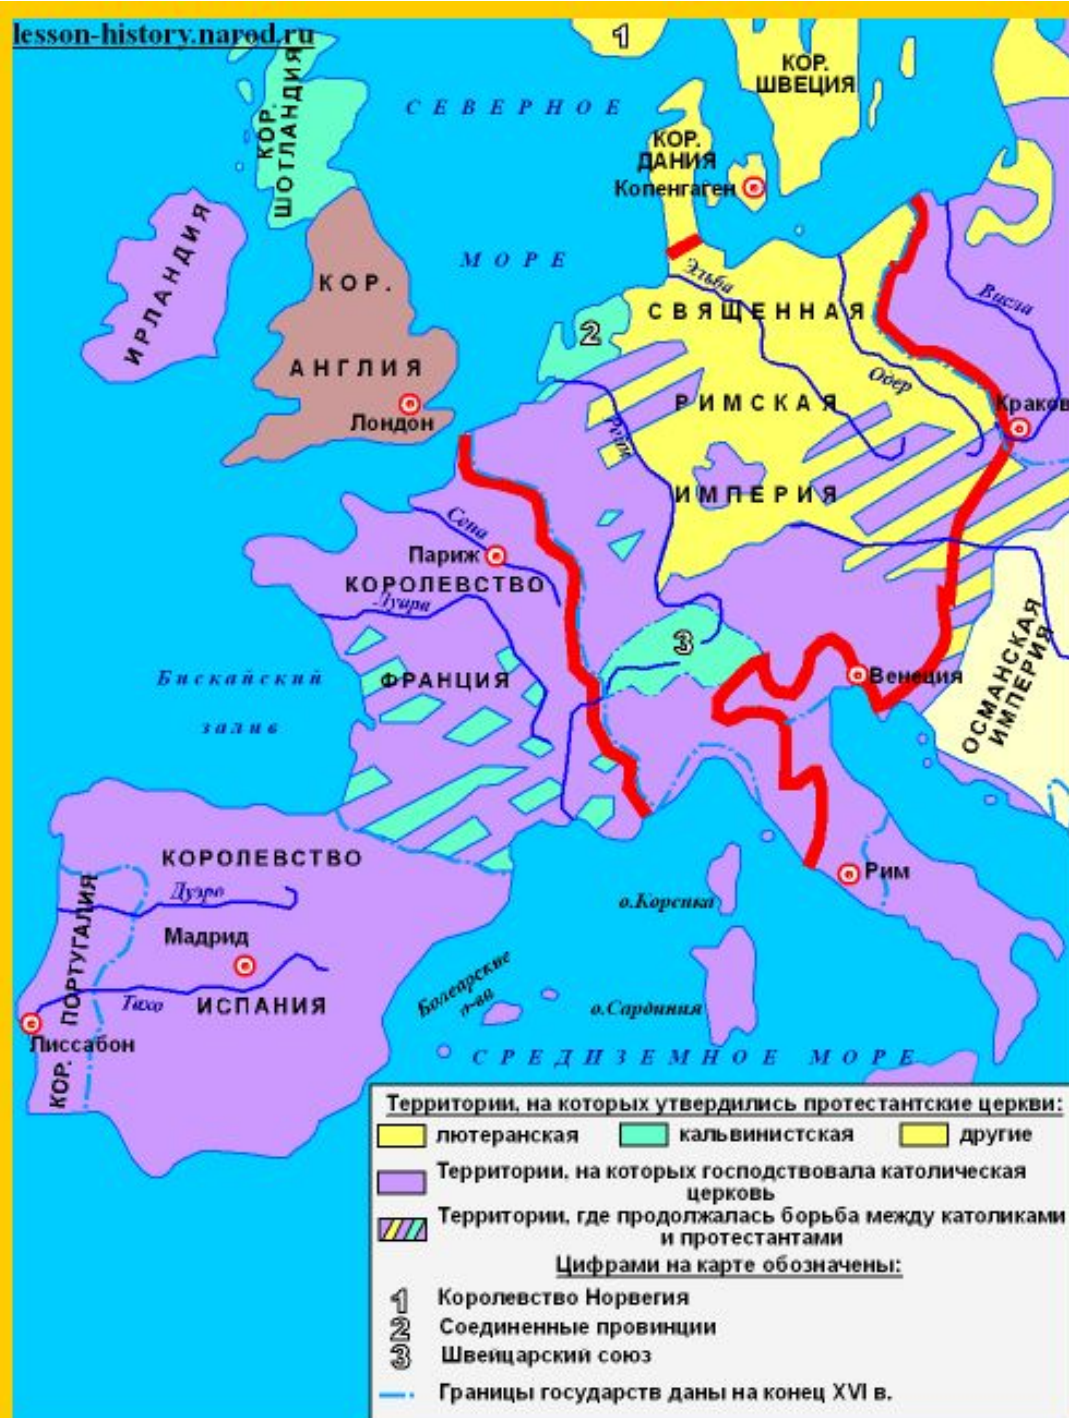 lesson-history.narod.ru
1
КОР.
ШВЕЦИЯ
КОР.
ШОТЛАНДИЯ
СЕВЕРНОЕ
КОР.
ДАНИЯ
Копенгаген
МОРЕ
ИРЛАНДИЯ
КОР.
АНГЛИЯ
Лондон
2
Эльба
СВЯЩЕННАЯ
Висла
Одер
РИМСКАЯ
Краков
Рейн
ИМПЕРИЯ
Сена
Париж
КОРОЛЕВСТВО
Луара
ФРАНЦИЯ
3
Венеция
ОСМАНСКАЯ
ИМПЕРИЯ
Бискайский
залив
КОРОЛЕВСТВО
Дуэро
Мадрид
КОР. ПОРТУГАЛИЯ
Тахо
ИСПАНИЯ
Лиссабон
Рим
о.Корсика
Болеарские
о-ва
о.Сардиния
СРЕДИЗЕМНОЕ МОРЕ
Территории, на которых утвердились протестантские церкви:
лютеранская кальвинистская другие
Территории, на которых господствовала католическая
церковь
Территории, где продолжалась борьба между католиками
и протестантами
Цифрами на карте обозначены:
1 Королевство Норвегия
2 Соединенные провинции
3 Швейцарский союз
Границы государств даны на конец XVI в.